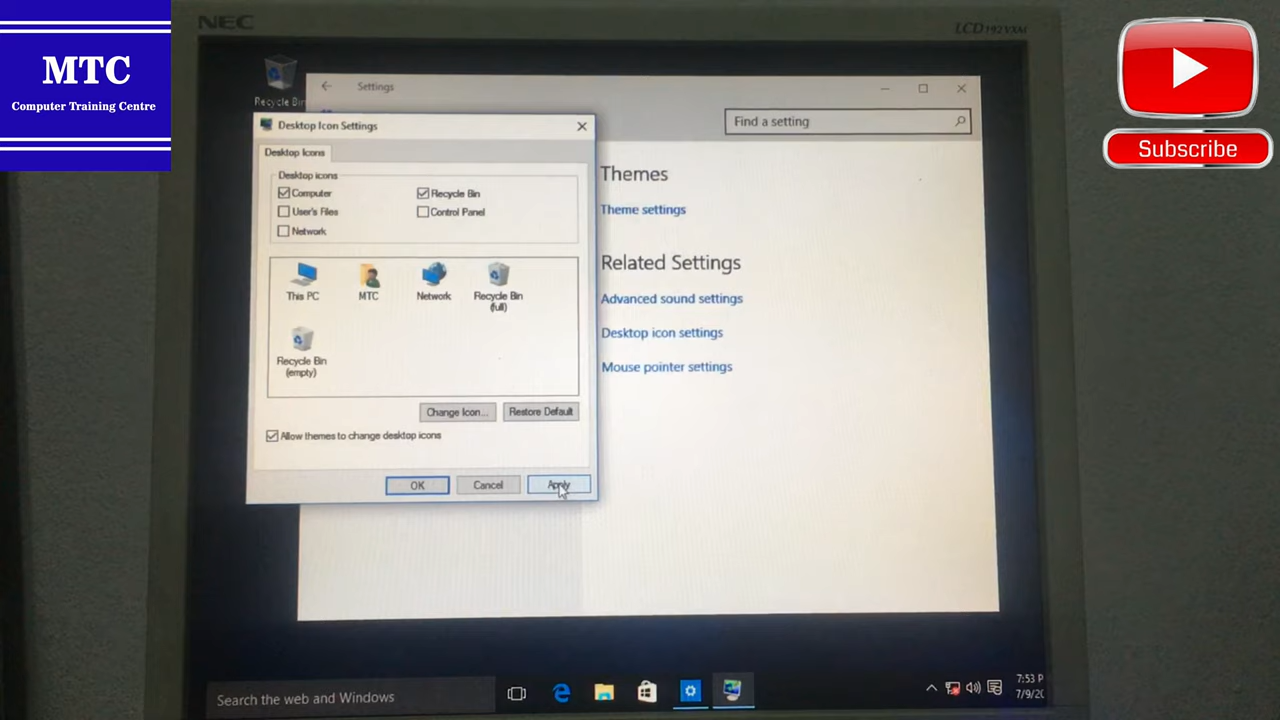 MTC
Computer Training Centre
NEC
Subscribe
Recycle Bin
Settings
Find a setting
Desktop Icon Settings
Desktop Icons
Desktop icons
Computer
Recycle Bin
User's Files
Control Panel
Network
This PC
MTC
Network
Recycle Bin
(full)
Recycle Bin
(empty)
Change Icon...
Restore Default
Allow themes to change desktop icons
OK
Cancel
Apply
Themes
Theme settings
Related Settings
Advanced sound settings
Desktop icon settings
Mouse pointer settings
Search the web and Windows
7:53 P
7/9/20